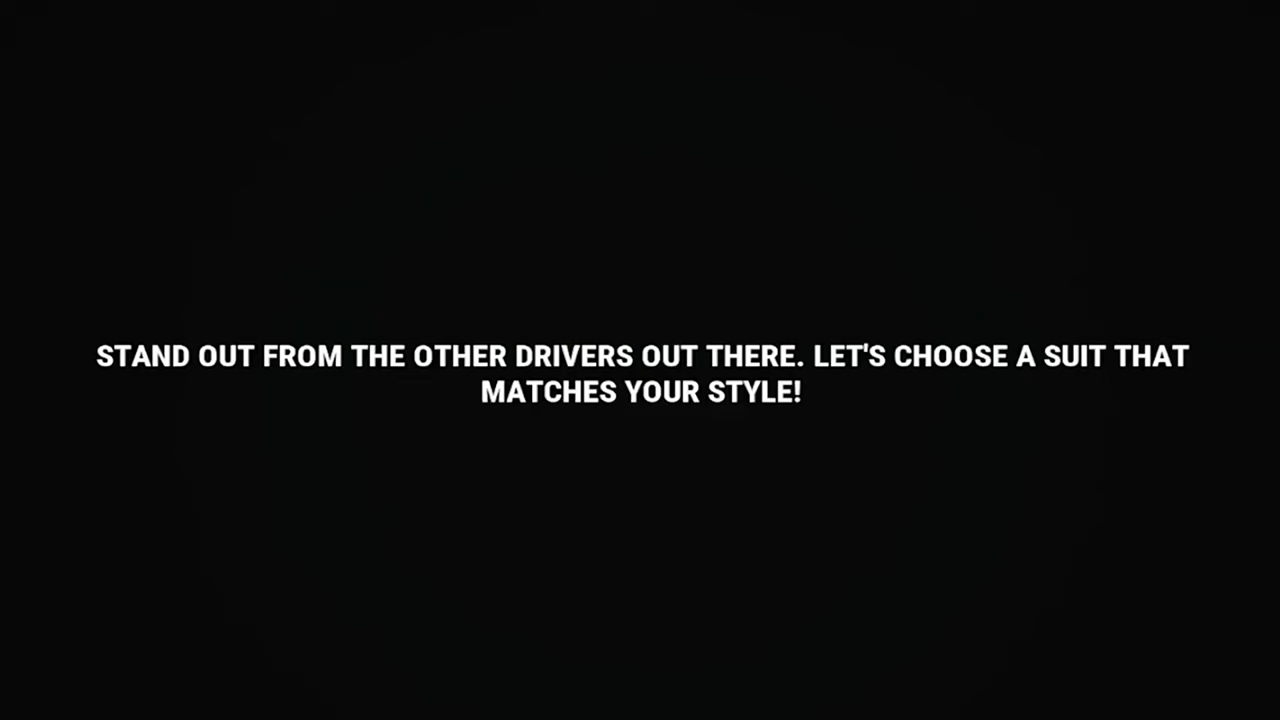 STAND OUT FROM THE OTHER DRIVERS OUT THERE. LET'S CHOOSE A SUIT THAT
MATCHES YOUR STYLE!